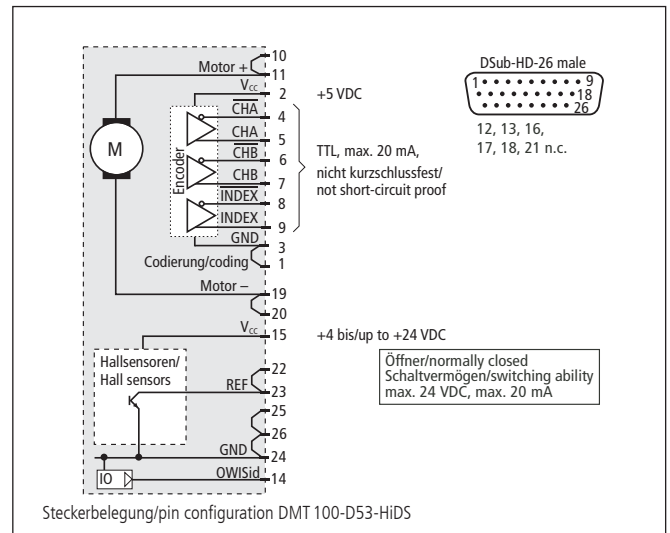 10
Motor +
11
Vcc
2
+5 VDC
CHA
4
CHA
5
CHB
6
CHB
7
INDEX
8
INDEX
9
GND
3
Codierung/coding
1
Encoder
M
TTL, max. 20 mA,
nicht kurzschlussfest/
not short-circuit proof
DSub-HD-26 male
1
9
18
26
12, 13, 16,
17, 18, 21 n.c.
Motor –
19
20
Vcc
15
+4 bis/up to +24 VDC
Hallsensoren/
Hall sensors
22
REF
23
25
26
GND
24
IO
OWISid
14
Öffner/normally closed
Schaltvermögen/switching ability
max. 24 VDC, max. 20 mA
Steckerbelegung/pin configuration DMT 100-D53-HiDS